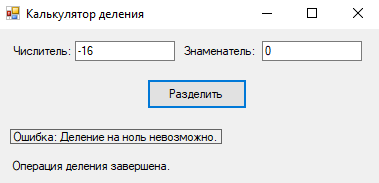 Калькулятор деления
Числитель: -16 Знаменатель: 0
Разделить
Ошибка: Деление на ноль невозможно.
Операция деления завершена.